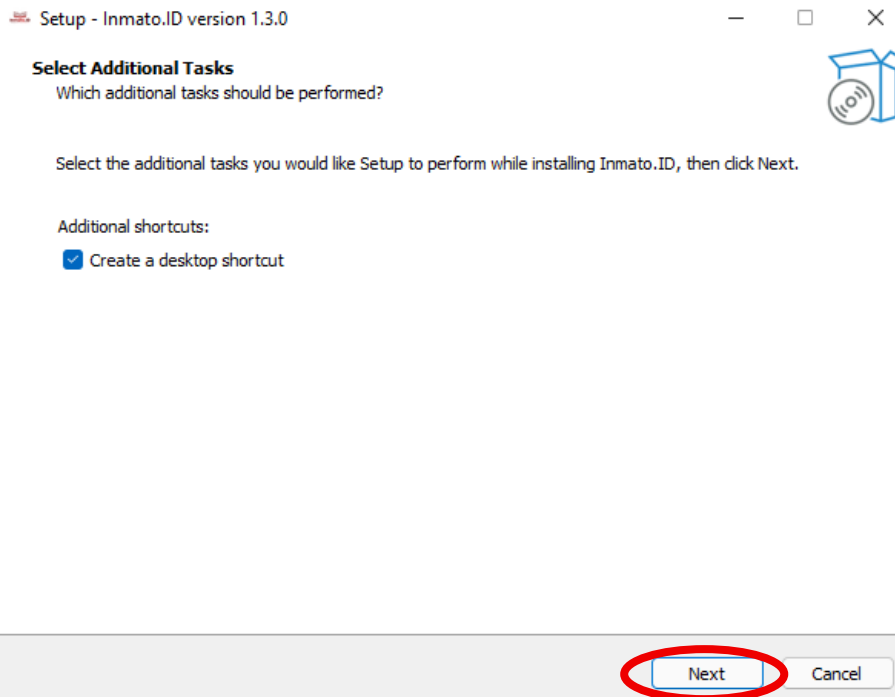 Setup - Inmato.ID version 1.3.0
Select Additional Tasks
Which additional tasks should be performed?
Select the additional tasks you would like Setup to perform while installing Inmato.ID, then click Next.
Additional shortcuts:
Create a desktop shortcut
Next
Cancel